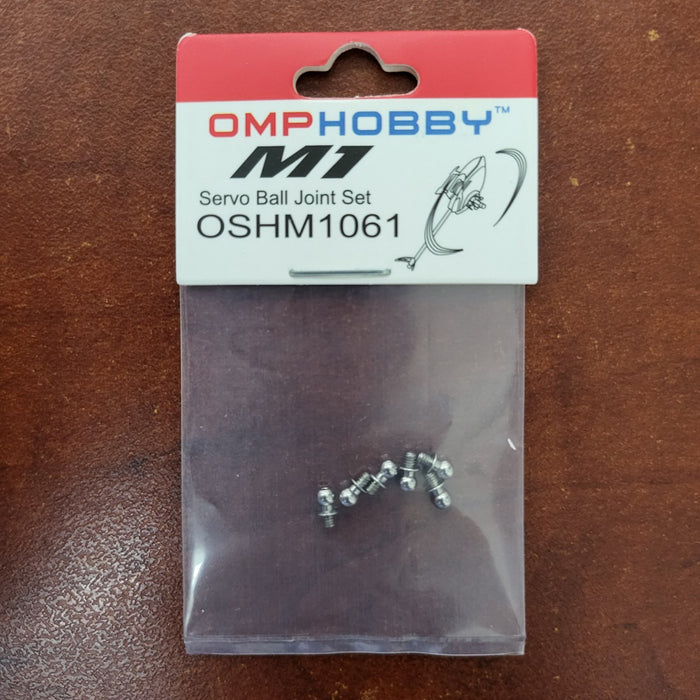 OMPHOBBY™
M1
Servo Ball Joint Set
OSHM1061